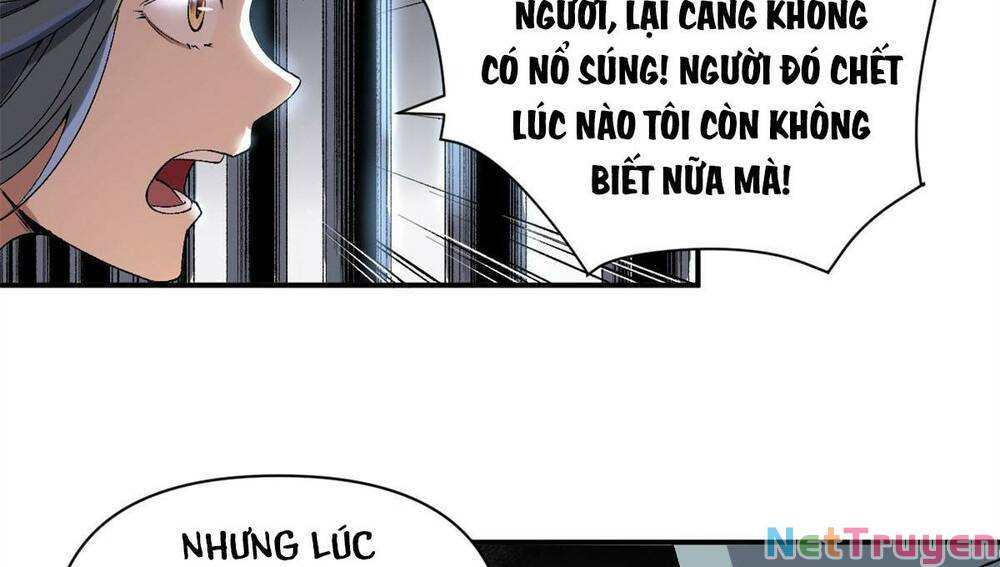 NGƯỜI, LẠI CÀNG KHÔNG
CÓ NỔ SÚNG! NGƯỜI ĐÓ CHẾT
LÚC NÀO TÔI CÒN KHÔNG
BIẾT NỮA MÀ!
NHƯNG LÚC
NetTruyen